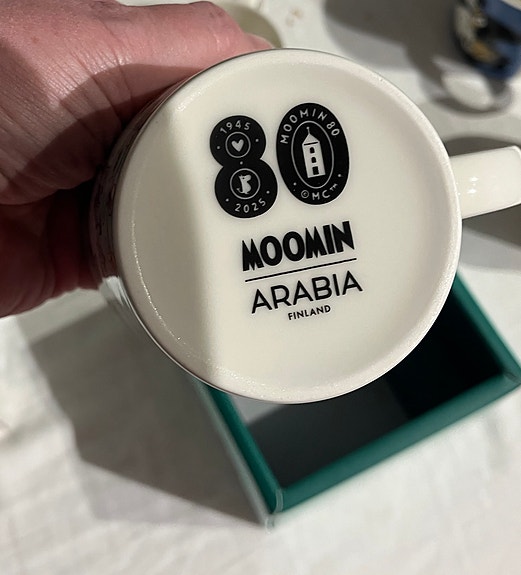 80
1945
2025
MOOMIN 80
©MC™
MOOMIN
ARABIA
FINLAND